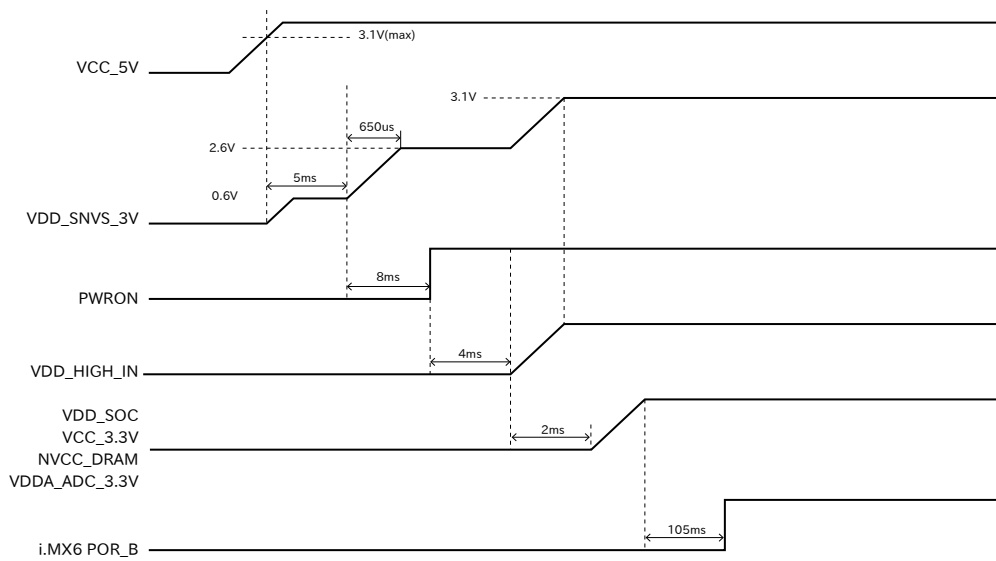 3.1V(max)
VCC_5V
3.1V
650us
2.6V
5ms
0.6V
VDD_SNVS_3V
8ms
PWRON
4ms
VDD_HIGH_IN
VDD_SOC
2ms
VCC_3.3V
NVCC_DRAM
VDDA_ADC_3.3V
105ms
i.MX6 POR_B